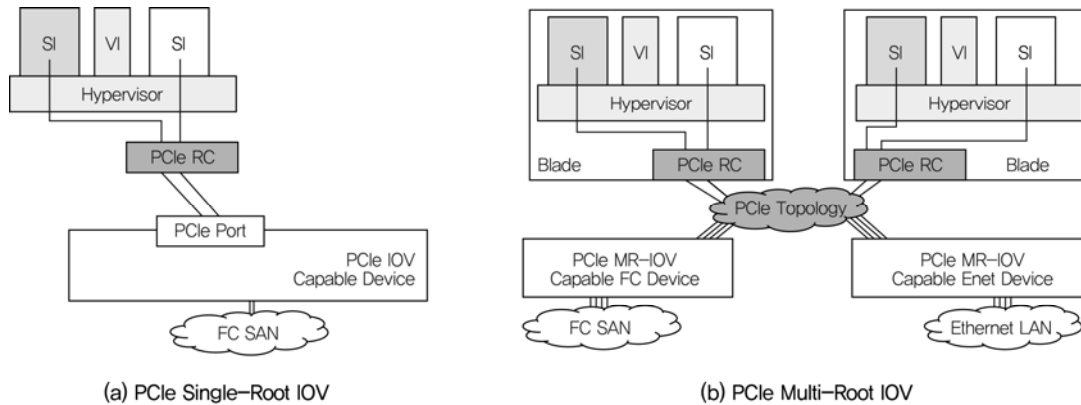 SI VI SI
Hypervisor
PCIe RC
PCIe Port
PCIe IOV
Capable Device
FC SAN
(a) PCIe Single-Root IOV
SI VI SI
Hypervisor
Blade
PCIe RC
SI VI SI
Hypervisor
PCIe RC
Blade
PCIe Topology
PCIe MR-IOV
Capable FC Device
FC SAN
PCIe MR-IOV
Capable Enet Device
Ethernet LAN
(b) PCIe Multi-Root IOV